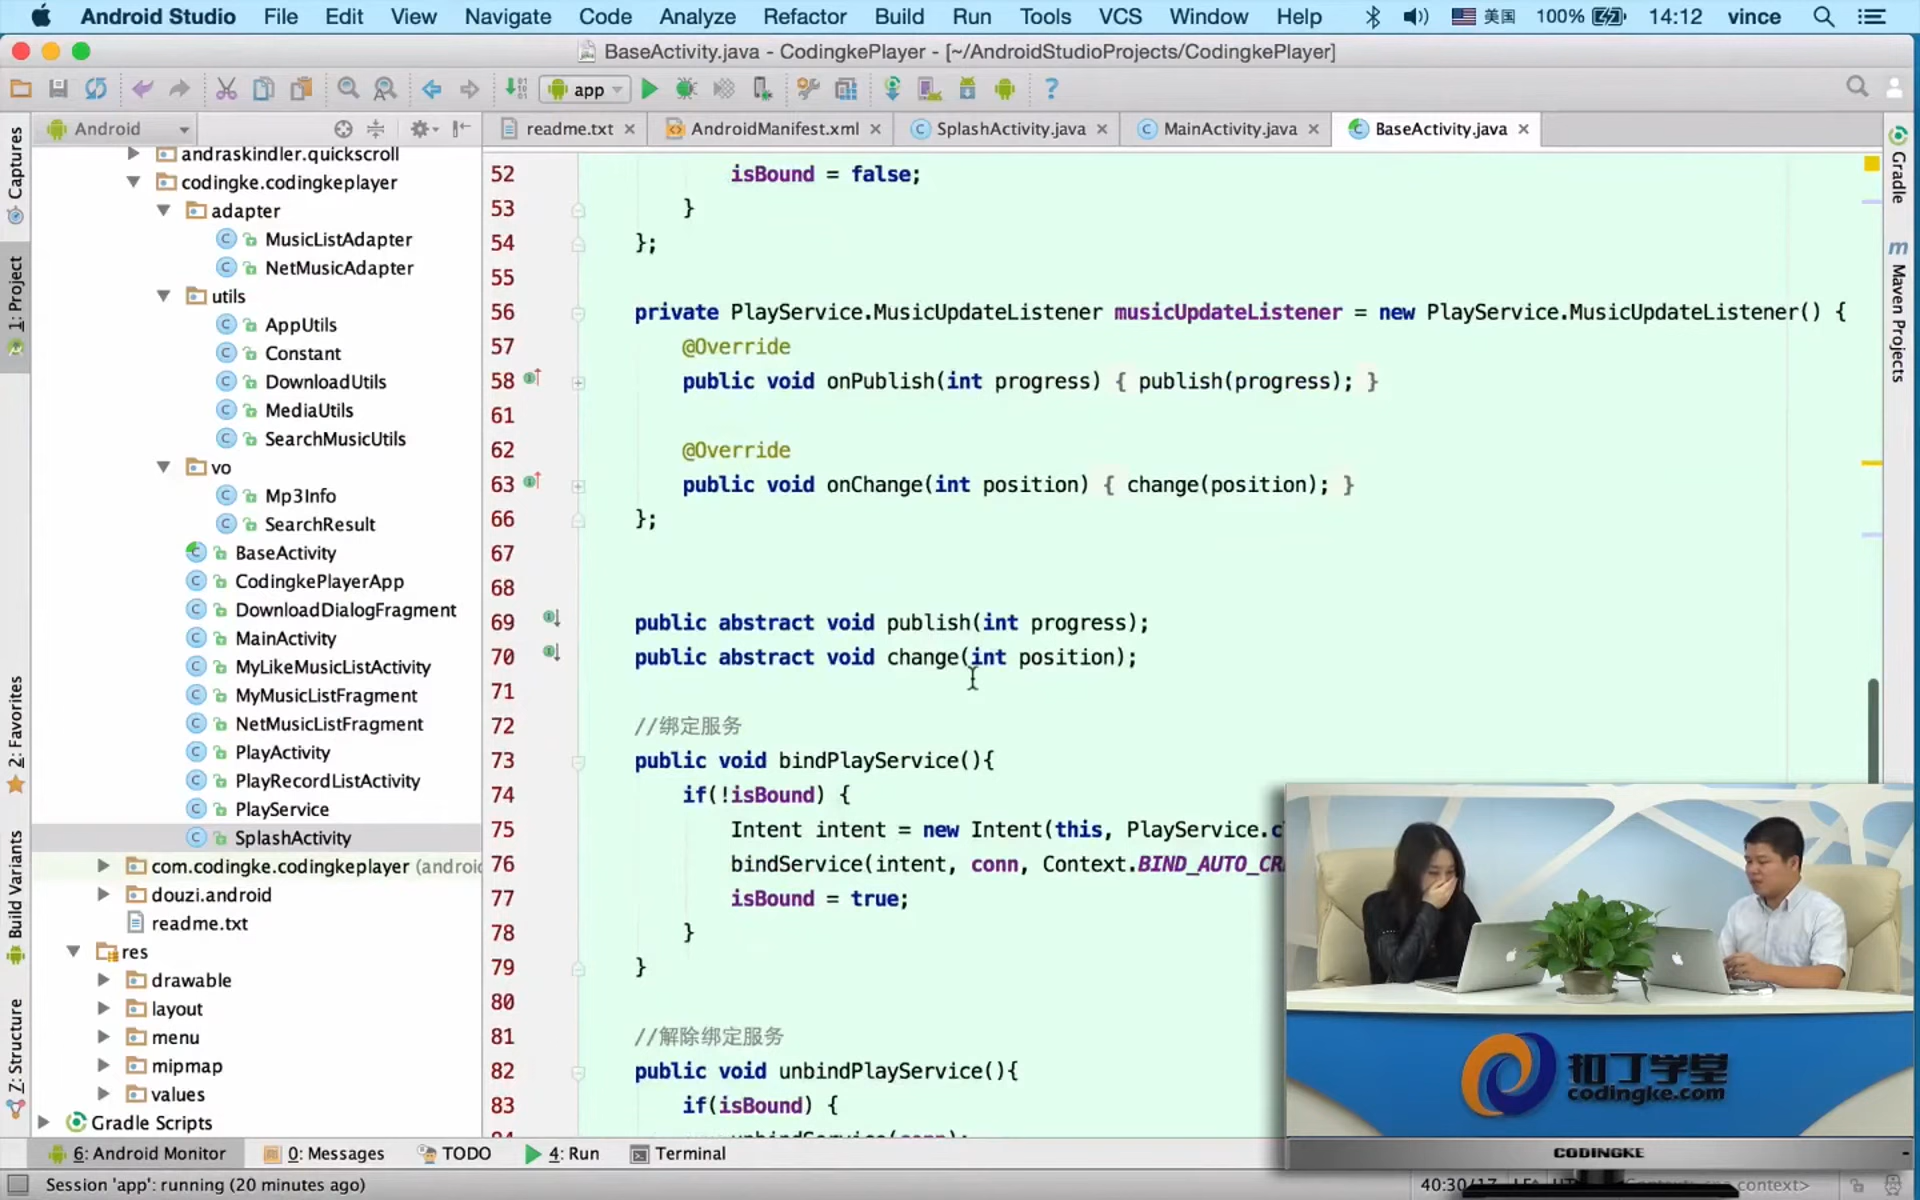 Android Studio File Edit View Navigate Code Analyze Refactor Build Run Tools VCS Window Help 美国 100% 14:12 vince
BaseActivity.java - CodingkePlayer - [~/AndroidStudioProjects/CodingkePlayer]
app
Android
readme.txt
AndroidManifest.xml
SplashActivity.java
MainActivity.java
BaseActivity.java
Captures
1: Project
2: Favorites
Build Variants
7: Structure
andraskindler.quickscroll
codingke.codingkeplayer
adapter
MusicListAdapter
NetMusicAdapter
utils
AppUtils
Constant
DownloadUtils
MediaUtils
SearchMusicUtils
vo
Mp3Info
SearchResult
BaseActivity
CodingkePlayerApp
DownloadDialogFragment
MainActivity
MyLikeMusicListActivity
MyMusicListFragment
NetMusicListFragment
PlayActivity
PlayRecordListActivity
PlayService
SplashActivity
com.codingke.codingkeplayer (androi
douzi.android
readme.txt
res
drawable
layout
menu
mipmap
values
Gradle Scripts
52 isBound = false;
53 }
54 };
55
56 private PlayService.MusicUpdateListener musicUpdateListener = new PlayService.MusicUpdateListener() {
57 @Override
58 public void onPublish(int progress) { publish(progress); }
61
62 @Override
63 public void onChange(int position) { change(position); }
66 };
67
68
69 public abstract void publish(int progress);
70 public abstract void change(int position);
71
72 //绑定服务
73 public void bindPlayService(){
74 if(!isBound) {
75 Intent intent = new Intent(this, PlayService.c
76 bindService(intent, conn, Context.BIND_AUTO_CR
77 isBound = true;
78 }
79 }
80
81 //解除绑定服务
82 public void unbindPlayService(){
83 if(isBound) {
Gradle
Maven Projects
扣丁学堂
codingke.com
CODINGKE
6: Android Monitor
0: Messages
TODO
4: Run
Terminal
Session 'app': running (20 minutes ago)
40:30/17
context>